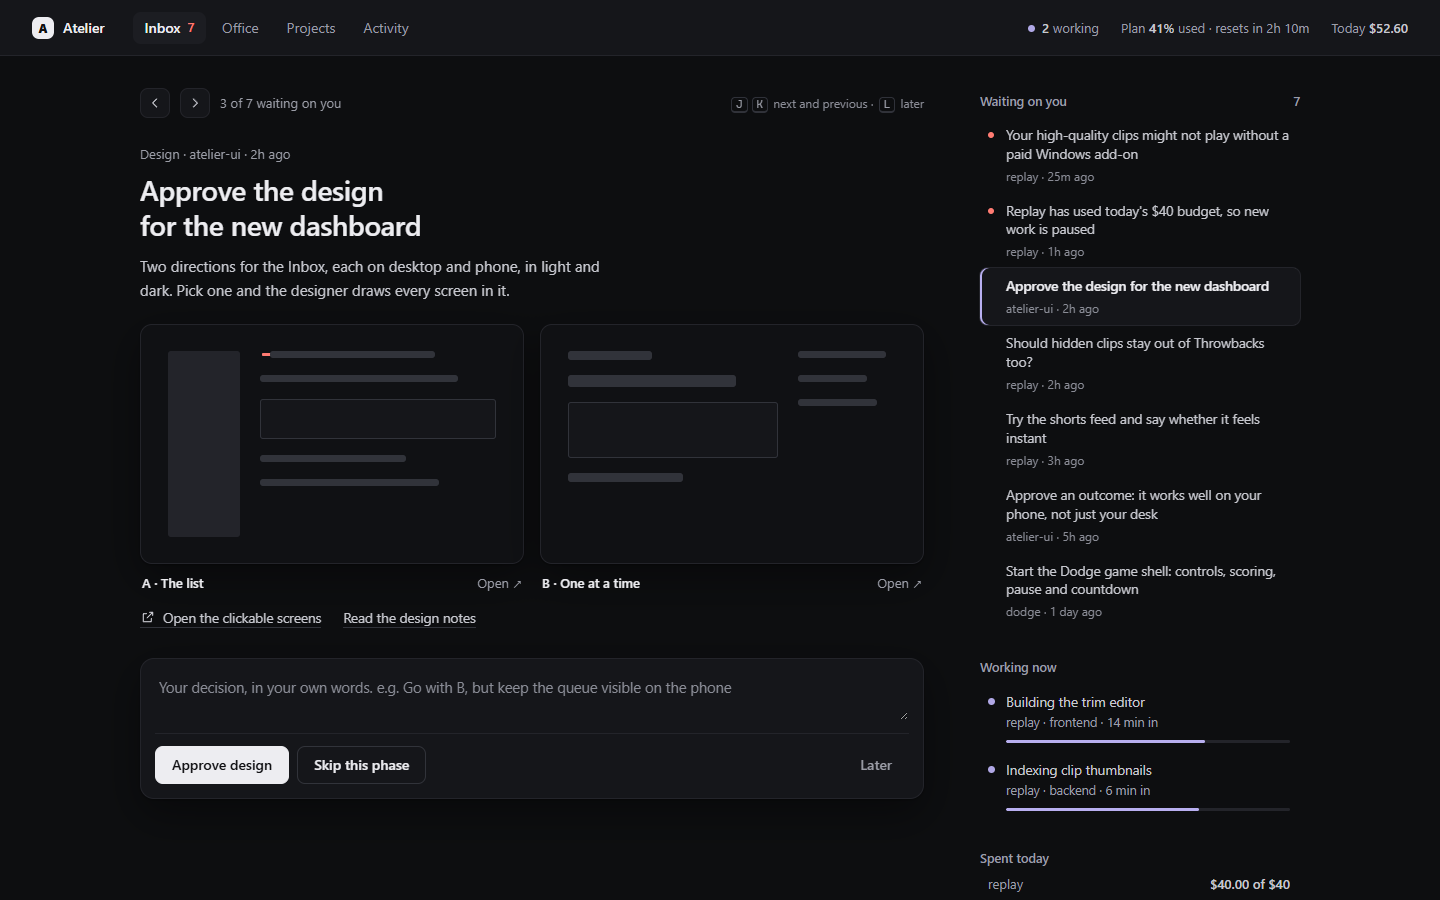 A Atelier Inbox 7 Office Projects Activity 2 working Plan 41% used · resets in 2h 10m Today $52.60
3 of 7 waiting on you J K next and previous · L later
Design · atelier-ui · 2h ago
Approve the design
for the new dashboard
Two directions for the Inbox, each on desktop and phone, in light and
dark. Pick one and the designer draws every screen in it.
A · The list Open ↗ B · One at a time Open ↗
Open the clickable screens Read the design notes
Your decision, in your own words. e.g. Go with B, but keep the queue visible on the phone
Approve design Skip this phase Later
Waiting on you 7
Your high-quality clips might not play without a
paid Windows add-on
replay · 25m ago
Replay has used today's $40 budget, so new
work is paused
replay · 1h ago
Approve the design for the new dashboard
atelier-ui · 2h ago
Should hidden clips stay out of Throwbacks
too?
replay · 2h ago
Try the shorts feed and say whether it feels
instant
replay · 3h ago
Approve an outcome: it works well on your
phone, not just your desk
atelier-ui · 5h ago
Start the Dodge game shell: controls, scoring,
pause and countdown
dodge · 1 day ago
Working now
Building the trim editor
replay · frontend · 14 min in
Indexing clip thumbnails
replay · backend · 6 min in
Spent today
replay $40.00 of $40